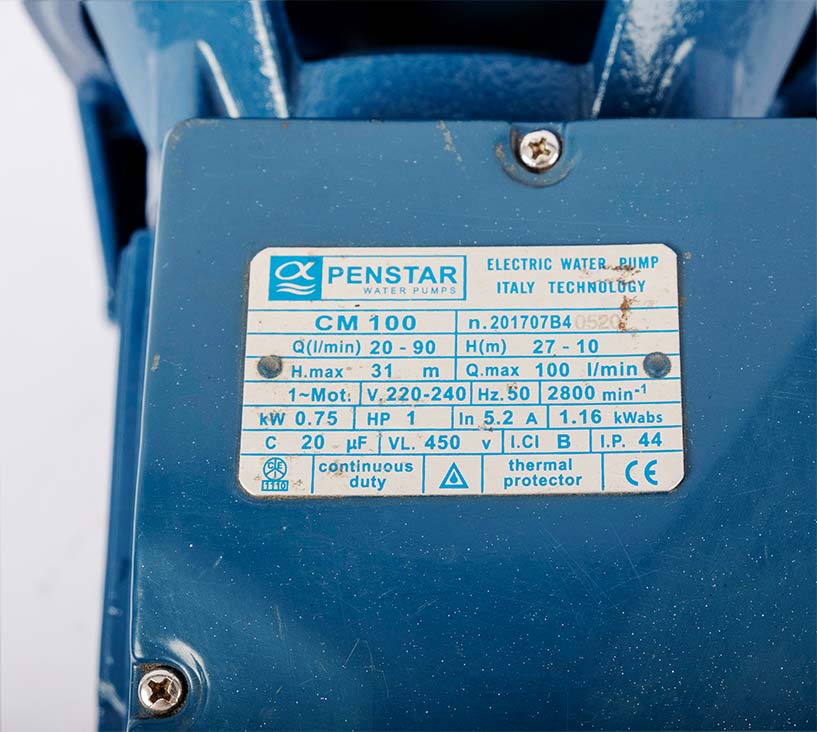 α PENSTAR
WATER PUMPS
ELECTRIC WATER PUMP
ITALY TECHNOLOGY
CM 100 n.201707B4 0520
Q(l/min) 20 - 90 H(m) 27 - 10
H.max 31 m Q.max 100 l/min
1~Mot. V.220-240 Hz.50 2800 min-1
kW 0.75 HP 1 In 5.2 A 1.16 kWabs
C 20 µF VL. 450 v I.Cl B I.P. 44
continuous duty
thermal protector
CE